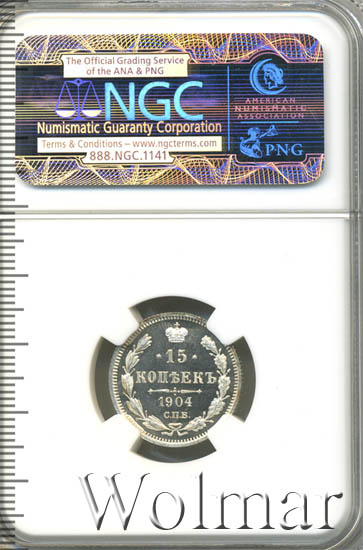 The Official Grading Service
of the ANA & PNG
NGC
Numismatic Guaranty Corporation
Terms & Conditions – www.ngcterms.com
888.NGC.1141
AMERICAN
NUMISMATIC
ASSOCIATION
PNG
· 15 ·
КОПѢЕКЪ
1904
С.П.Б.
Wolmar